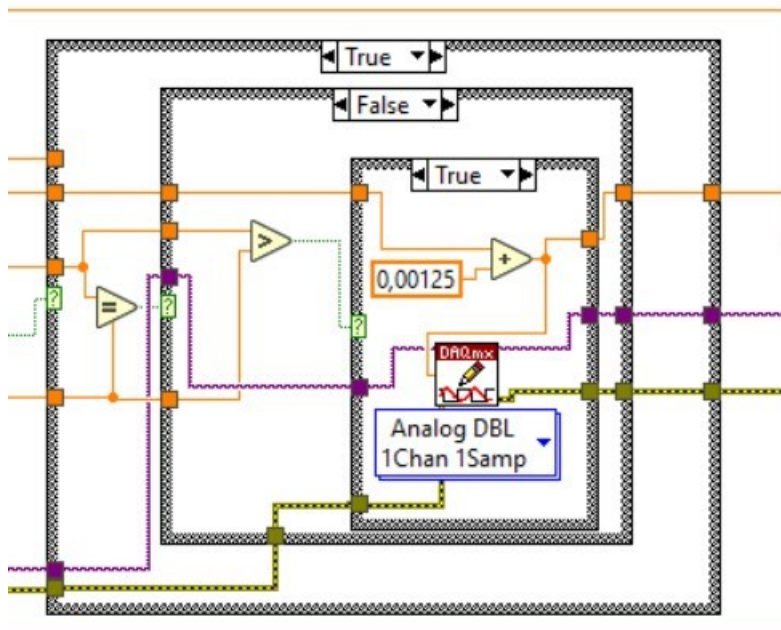 True
False
True
>
+
0,00125
=
?
?
?
DAQmx
Analog DBL
1Chan 1Samp